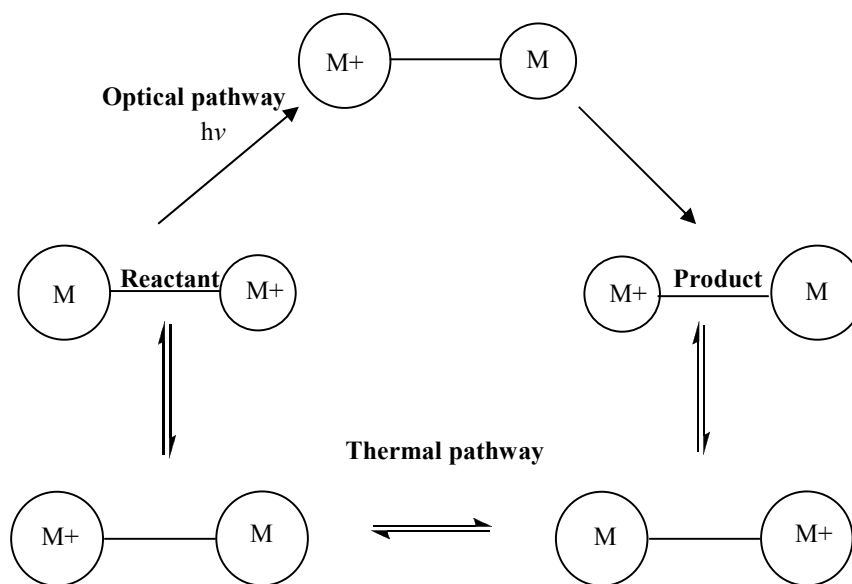 M+ M
Optical pathway
hν
M Reactant M+
M+ Product M
Thermal pathway
M+ M
M M+